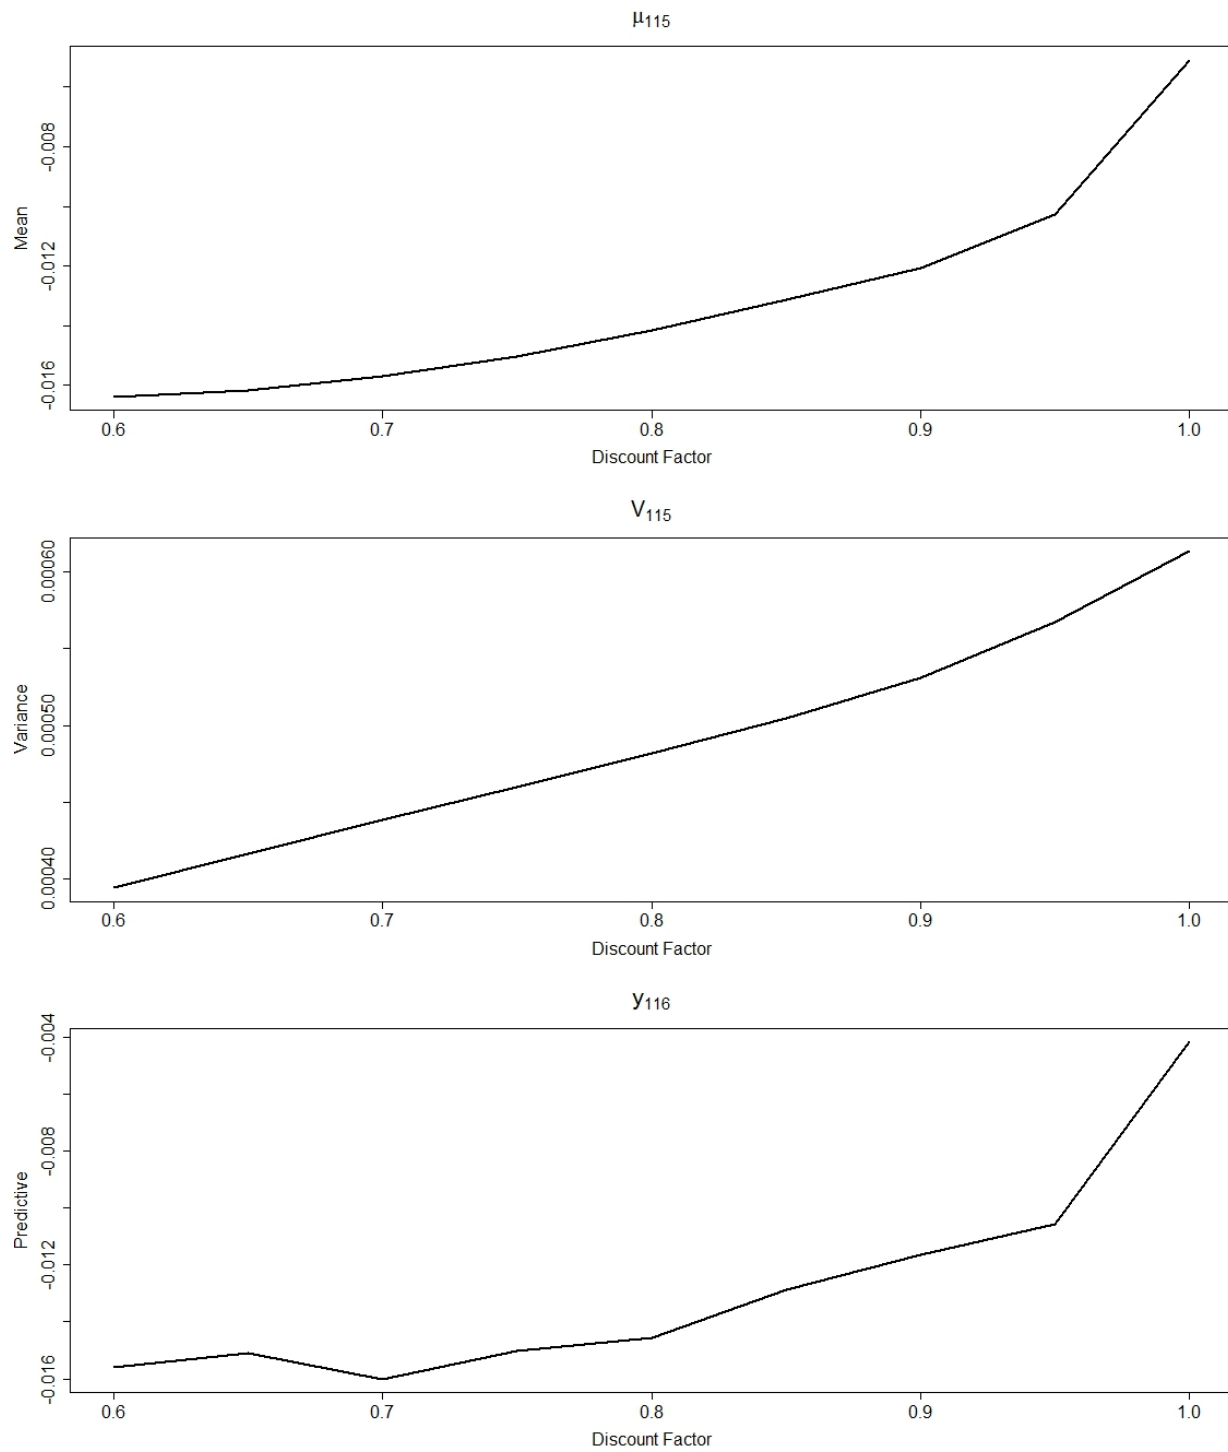 μ115
Mean
-0.008
-0.012
-0.016
0.6 0.7 0.8 0.9 1.0
Discount Factor
V115
Variance
0.00060
0.00050
0.00040
0.6 0.7 0.8 0.9 1.0
Discount Factor
y116
Predictive
-0.004
-0.008
-0.012
-0.016
0.6 0.7 0.8 0.9 1.0
Discount Factor